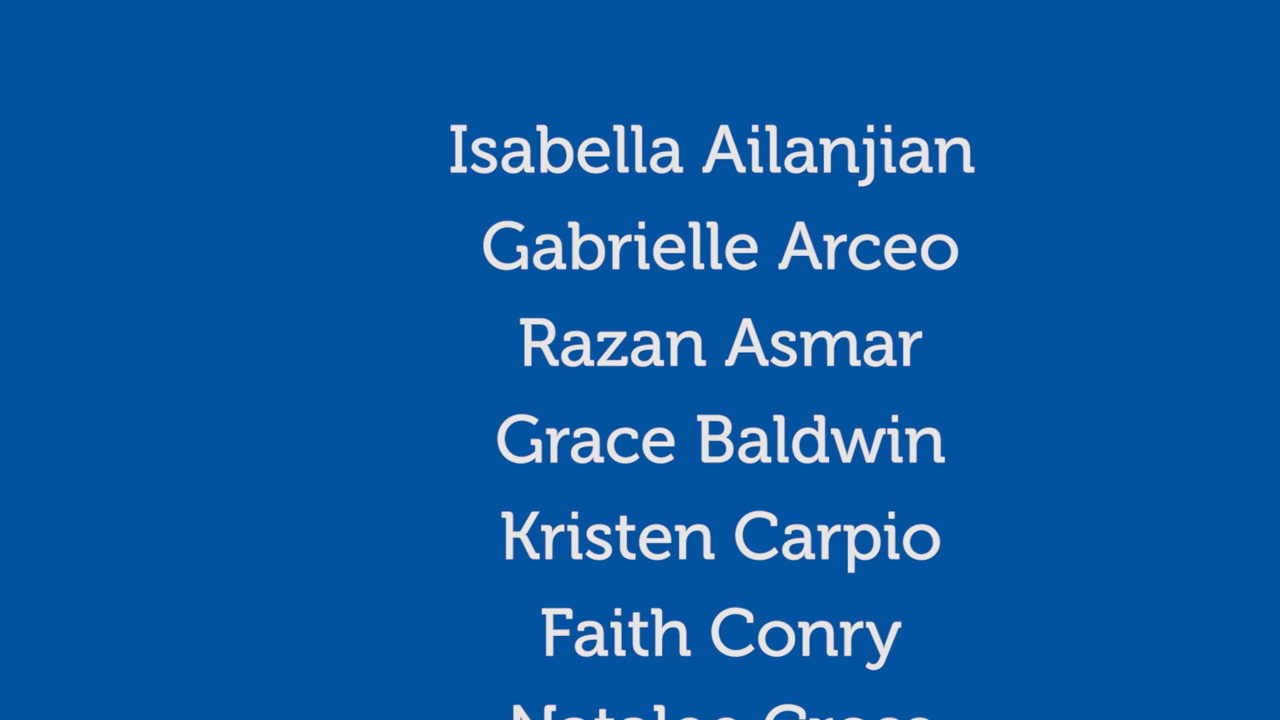 Isabella Ailanjian
Gabrielle Arceo
Razan Asmar
Grace Baldwin
Kristen Carpio
Faith Conry